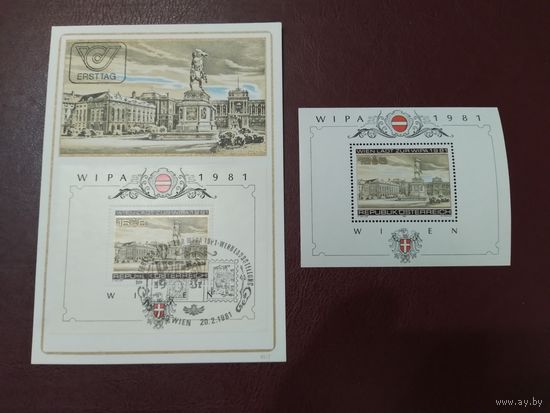 ERSTTAG
WIPA 1981
WIEN LÄDT ZUR WIPA 1981
REPUBLIK ÖSTERREICH
WIEN
WIEN 20.2.1981
WIPA 1981
WIEN LÄDT ZUR WIPA 1981
REPUBLIK ÖSTERREICH
WIEN
ay.by